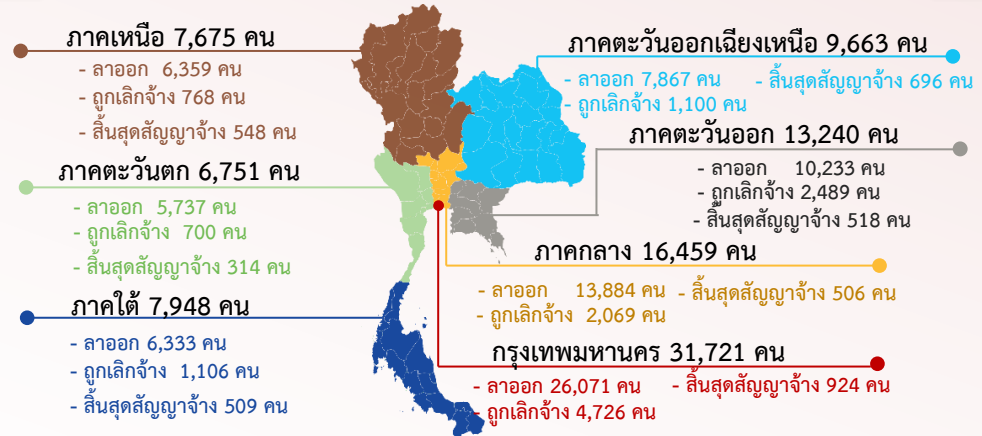 ภาคเหนือ 7,675 คน
- ลาออก 6,359 คน
- ถูกเลิกจ้าง 768 คน
- สิ้นสุดสัญญาจ้าง 548 คน
ภาคตะวันออกเฉียงเหนือ 9,663 คน
- ลาออก 7,867 คน - สิ้นสุดสัญญาจ้าง 696 คน
- ถูกเลิกจ้าง 1,100 คน
ภาคตะวันออก 13,240 คน
- ลาออก 10,233 คน
- ถูกเลิกจ้าง 2,489 คน
- สิ้นสุดสัญญาจ้าง 518 คน
ภาคตะวันตก 6,751 คน
- ลาออก 5,737 คน
- ถูกเลิกจ้าง 700 คน
- สิ้นสุดสัญญาจ้าง 314 คน
ภาคกลาง 16,459 คน
- ลาออก 13,884 คน - สิ้นสุดสัญญาจ้าง 506 คน
- ถูกเลิกจ้าง 2,069 คน
ภาคใต้ 7,948 คน
- ลาออก 6,333 คน
- ถูกเลิกจ้าง 1,106 คน
- สิ้นสุดสัญญาจ้าง 509 คน
กรุงเทพมหานคร 31,721 คน
- ลาออก 26,071 คน - สิ้นสุดสัญญาจ้าง 924 คน
- ถูกเลิกจ้าง 4,726 คน